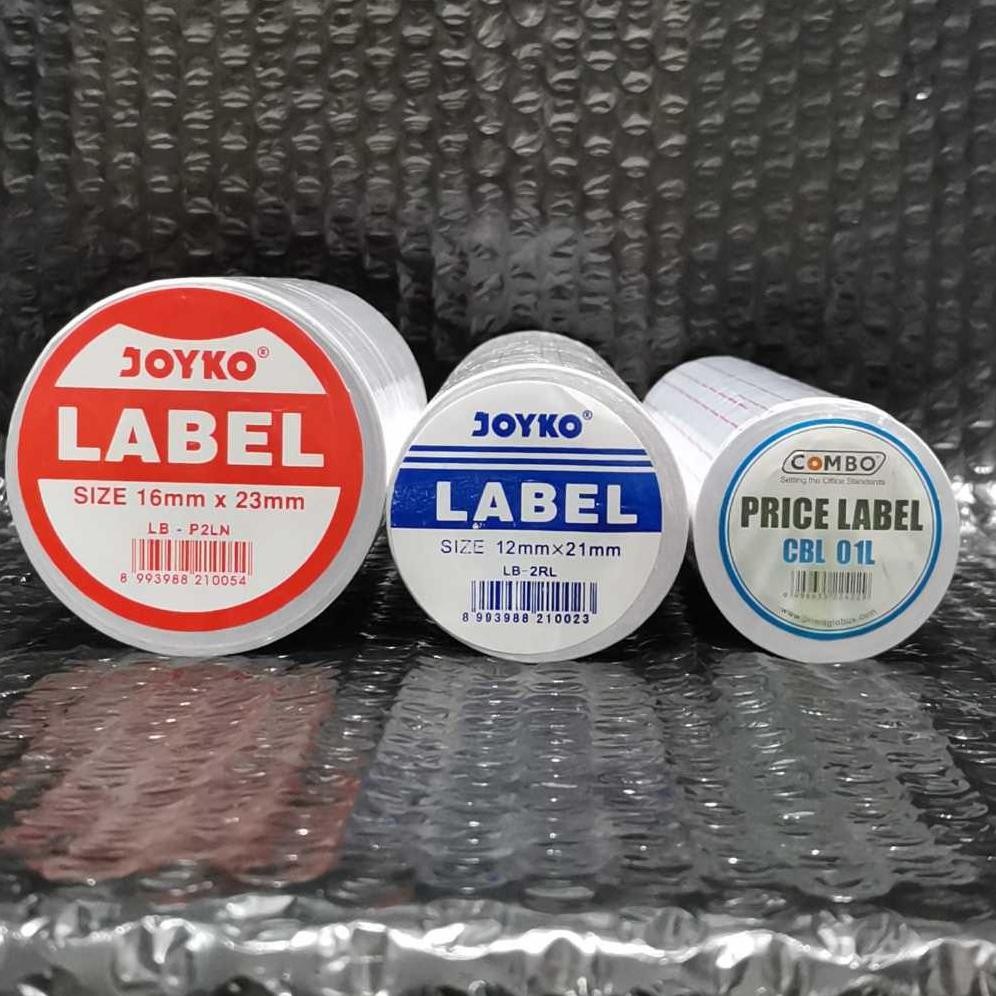 JOYKO®
LABEL
SIZE 16mm x 23mm
LB - P2LN
8 993988 210054
JOYKO®
LABEL
SIZE 12mm×21mm
LB-2RL
8 993988 210023
COMBO
Setting the Office Standards
PRICE LABEL
CBL 01L